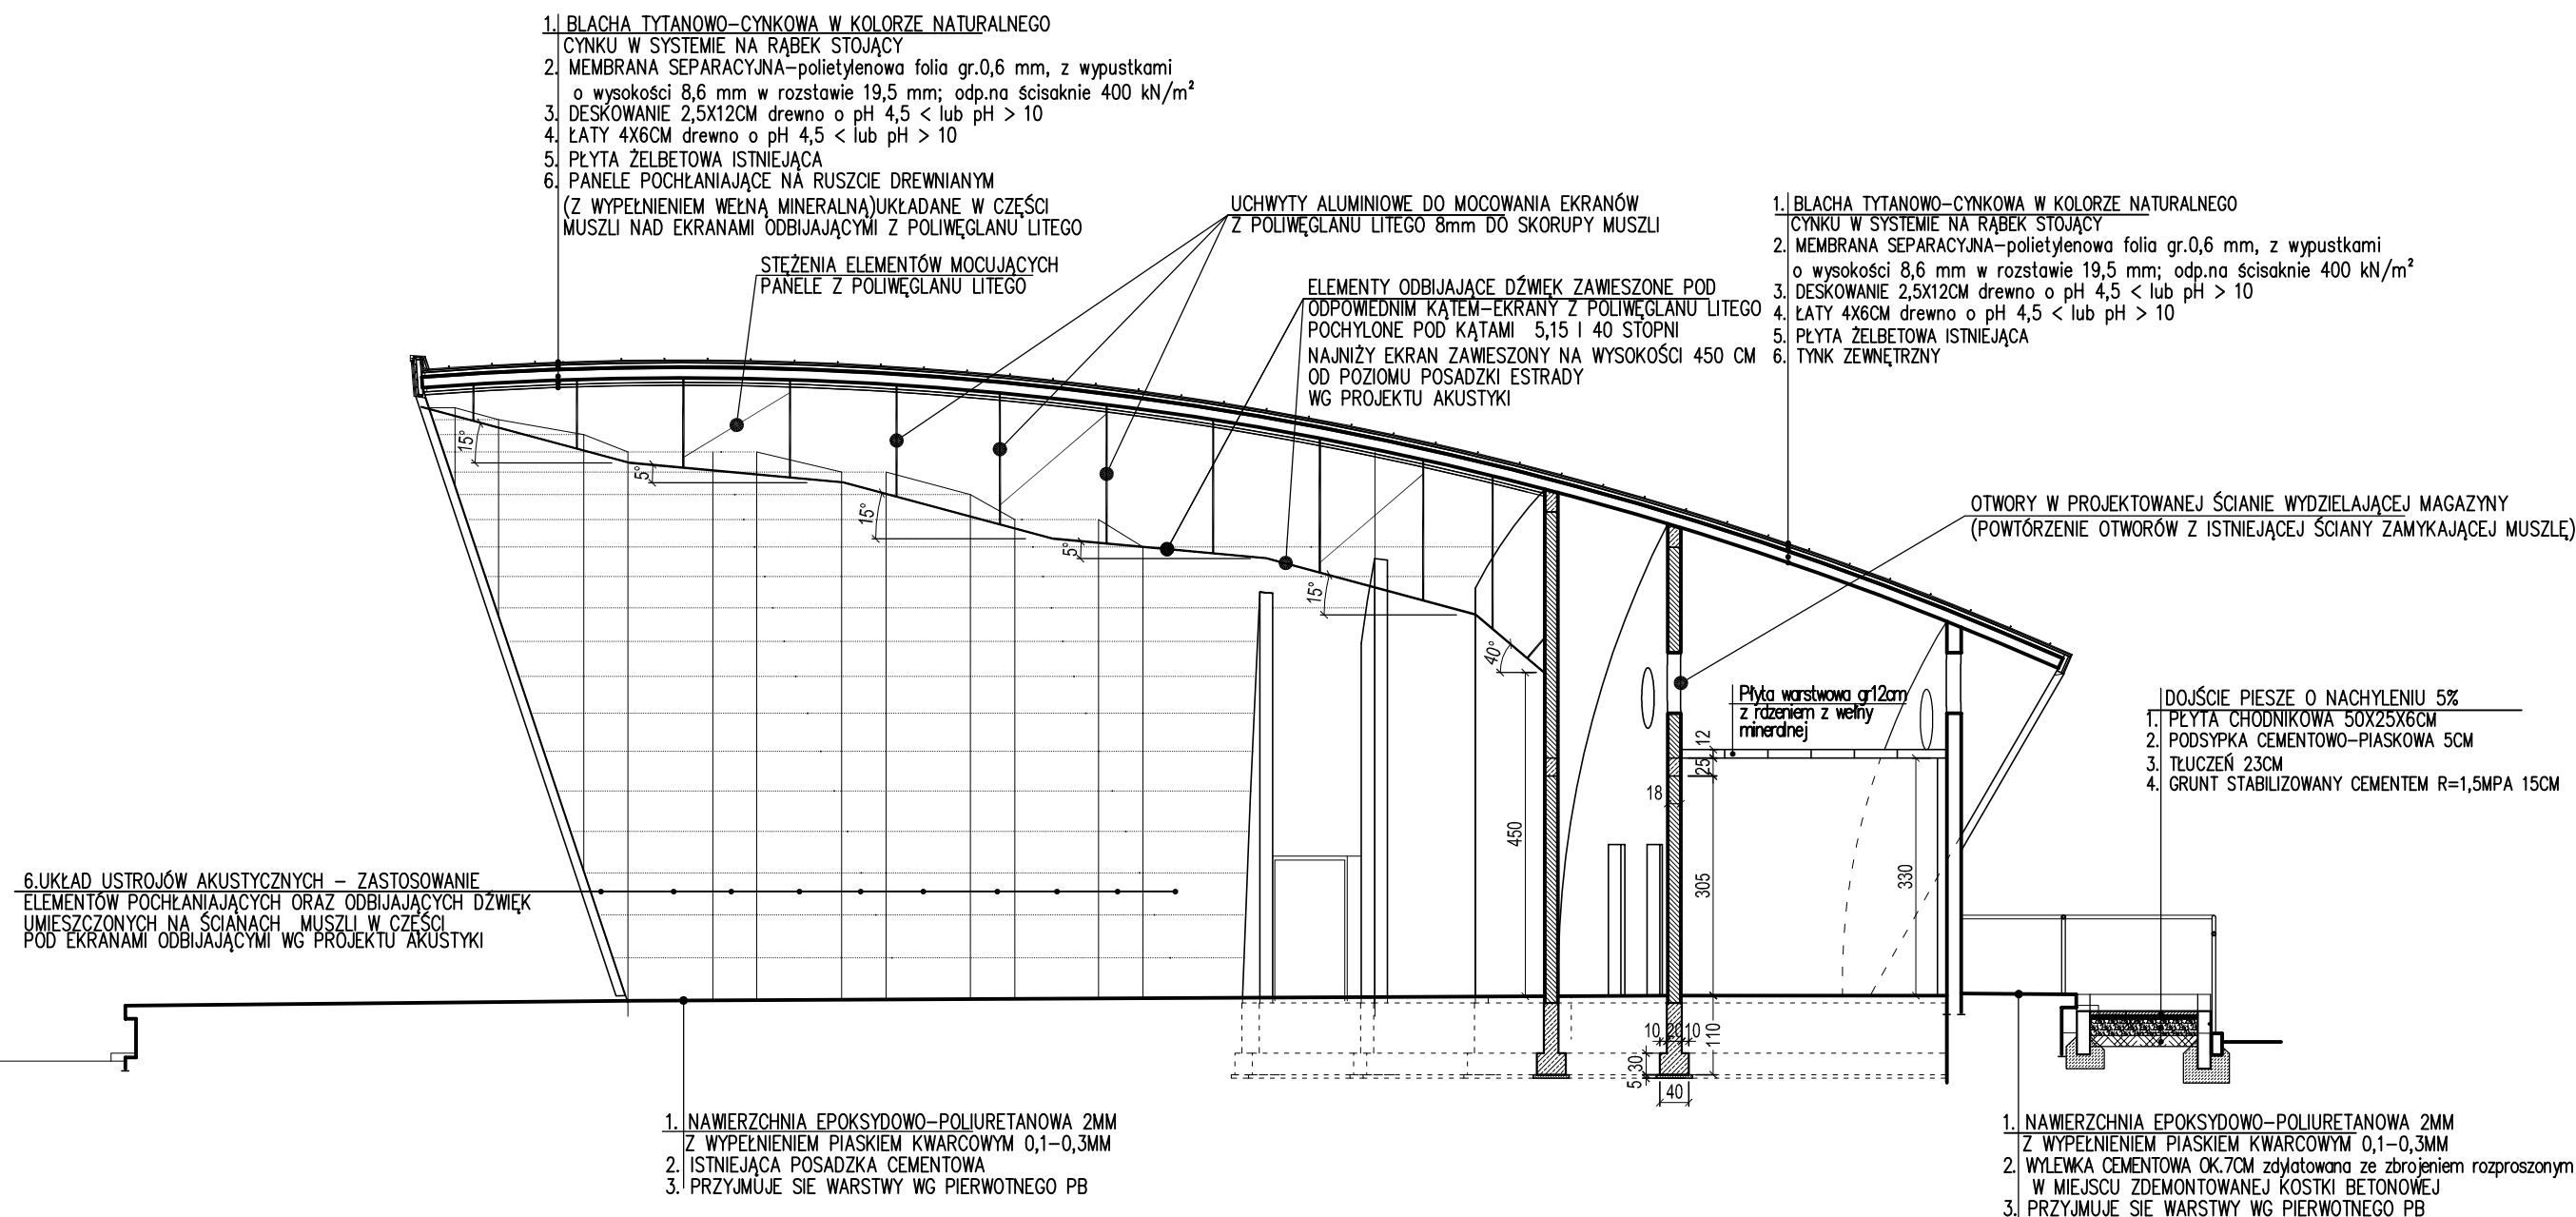 1. BLACHA TYTANOWO-CYNKOWA W KOLORZE NATURALNEGO
CYNKU W SYSTEMIE NA RĄBEK STOJĄCY
2. MEMBRANA SEPARACYJNA-polietylenowa folia gr.0,6 mm, z wypustkami
o wysokości 8,6 mm w rozstawie 19,5 mm; odp.na ścisaknie 400 kN/m²
3. DESKOWANIE 2,5X12CM drewno o pH 4,5 < lub pH > 10
4. ŁATY 4X6CM drewno o pH 4,5 < lub pH > 10
5. PŁYTA ŻELBETOWA ISTNIEJĄCA
6. PANELE POCHŁANIAJĄCE NA RUSZCIE DREWNIANYM
(Z WYPEŁNIENIEM WEŁNĄ MINERALNĄ)UKŁADANE W CZĘŚCI
MUSZLI NAD EKRANAMI ODBIJAJĄCYMI Z POLIWĘGLANU LITEGO
STĘŻENIA ELEMENTÓW MOCUJĄCYCH
PANELE Z POLIWĘGLANU LITEGO
UCHWYTY ALUMINIOWE DO MOCOWANIA EKRANÓW
Z POLIWĘGLANU LITEGO 8mm DO SKORUPY MUSZLI
ELEMENTY ODBIJAJĄCE DŹWIĘK ZAWIESZONE POD
ODPOWIEDNIM KĄTEM-EKRANY Z POLIWĘGLANU LITEGO
POCHYLONE POD KĄTAMI 5,15 I 40 STOPNI
NAJNIŻY EKRAN ZAWIESZONY NA WYSOKOŚCI 450 CM
OD POZIOMU POSADZKI ESTRADY
WG PROJEKTU AKUSTYKI
1. BLACHA TYTANOWO-CYNKOWA W KOLORZE NATURALNEGO
CYNKU W SYSTEMIE NA RĄBEK STOJĄCY
2. MEMBRANA SEPARACYJNA-polietylenowa folia gr.0,6 mm, z wypustkami
o wysokości 8,6 mm w rozstawie 19,5 mm; odp.na ścisaknie 400 kN/m²
3. DESKOWANIE 2,5X12CM drewno o pH 4,5 < lub pH > 10
4. ŁATY 4X6CM drewno o pH 4,5 < lub pH > 10
5. PŁYTA ŻELBETOWA ISTNIEJĄCA
6. TYNK ZEWNĘTRZNY
OTWORY W PROJEKTOWANEJ ŚCIANIE WYDZIELAJĄCEJ MAGAZYNY
(POWTÓRZENIE OTWORÓW Z ISTNIEJĄCEJ ŚCIANY ZAMYKAJĄCEJ MUSZLĘ)
15°
5°
15°
5°
15°
40°
Płyta warstwowa gr12cm
z rdzeniem z wełny
mineralnej
12
25
18
450
305
330
DOJŚCIE PIESZE O NACHYLENIU 5%
1. PŁYTA CHODNIKOWA 50X25X6CM
2. PODSYPKA CEMENTOWO-PIASKOWA 5CM
3. TŁUCZEŃ 23CM
4. GRUNT STABILIZOWANY CEMENTEM R=1,5MPA 15CM
6.UKŁAD USTROJÓW AKUSTYCZNYCH - ZASTOSOWANIE
ELEMENTÓW POCHŁANIAJĄCYCH ORAZ ODBIJAJĄCYCH DŹWIĘK
UMIESZCZONYCH NA ŚCIANACH MUSZLI W CZĘŚCI
POD EKRANAMI ODBIJAJĄCYMI WG PROJEKTU AKUSTYKI
10 20 10
110
5 30
40
1. NAWIERZCHNIA EPOKSYDOWO-POLIURETANOWA 2MM
Z WYPEŁNIENIEM PIASKIEM KWARCOWYM 0,1-0,3MM
2. ISTNIEJĄCA POSADZKA CEMENTOWA
3. PRZYJMUJE SIE WARSTWY WG PIERWOTNEGO PB
1. NAWIERZCHNIA EPOKSYDOWO-POLIURETANOWA 2MM
Z WYPEŁNIENIEM PIASKIEM KWARCOWYM 0,1-0,3MM
2. WYLEWKA CEMENTOWA OK.7CM zdylatowana ze zbrojeniem rozproszonym
W MIEJSCU ZDEMONTOWANEJ KOSTKI BETONOWEJ
3. PRZYJMUJE SIE WARSTWY WG PIERWOTNEGO PB